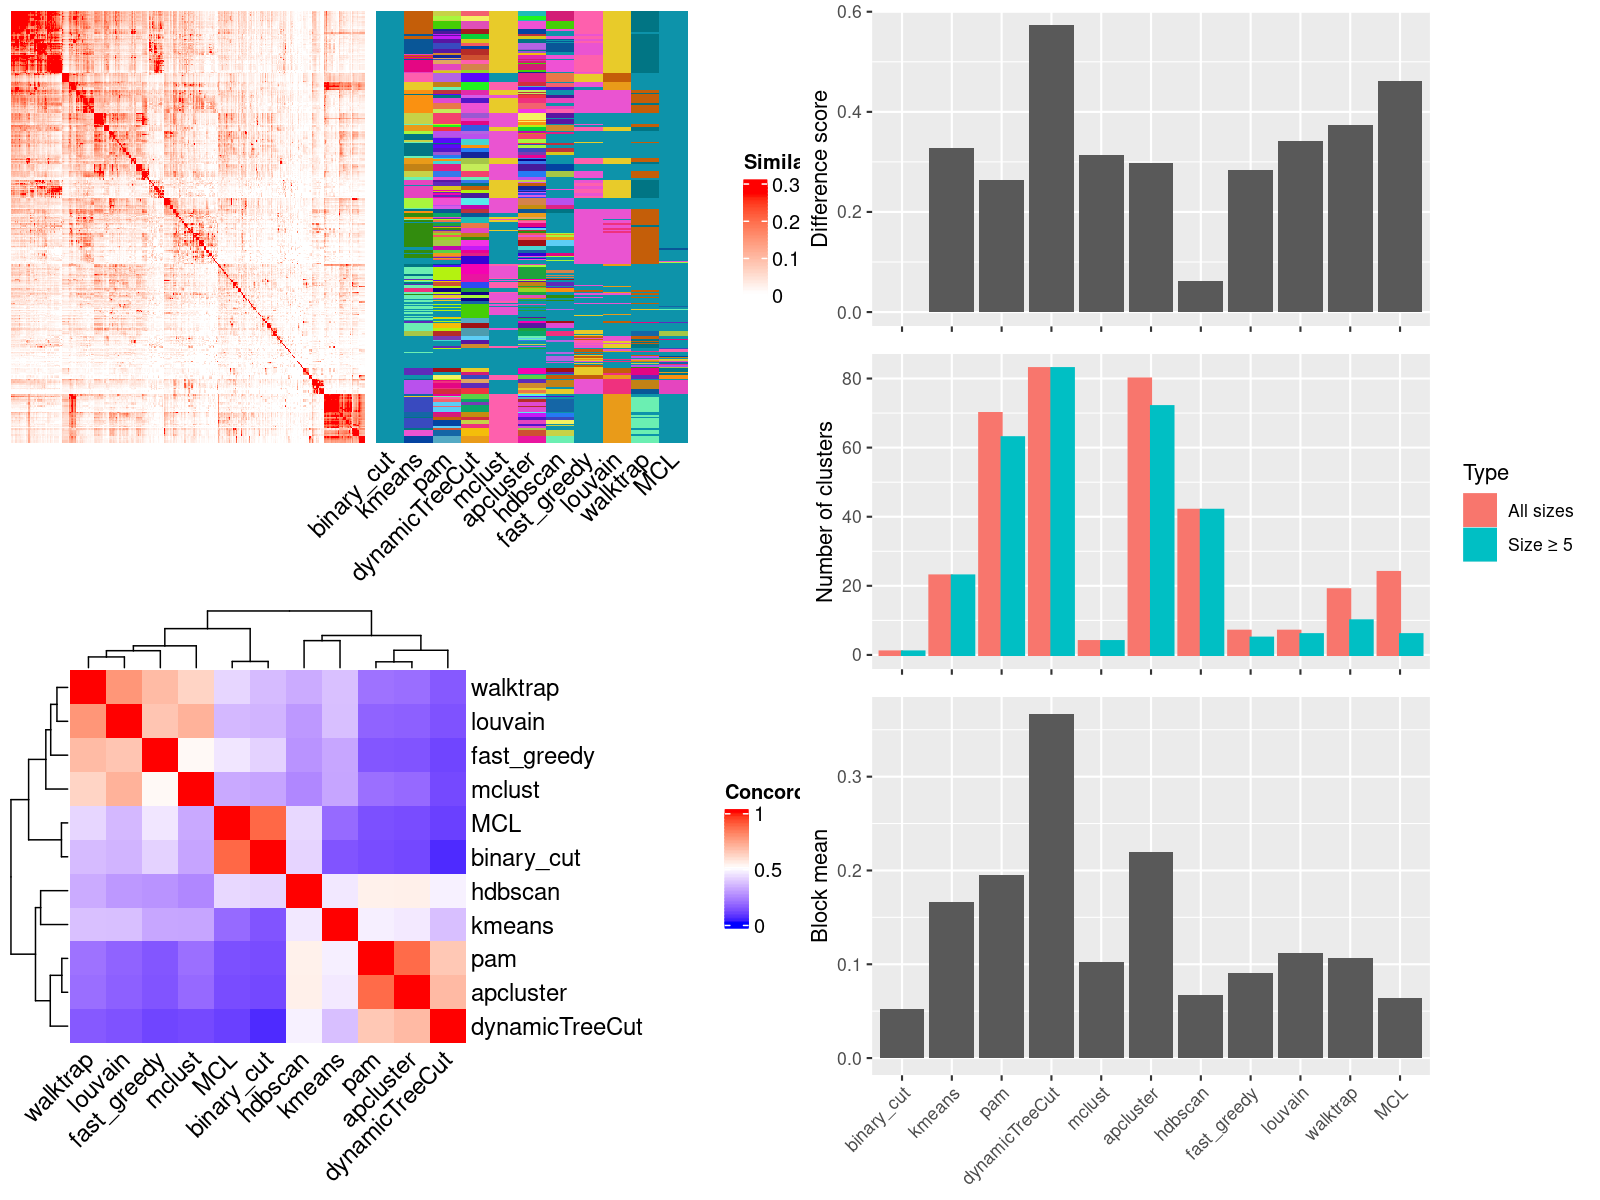 Simila
0.3
0.2
0.1
0
binary_cut
kmeans
pam
dynamicTreeCut
mclust
apcluster
hdbscan
fast_greedy
louvain
walktrap
MCL
walktrap
louvain
fast_greedy
mclust
MCL
binary_cut
hdbscan
kmeans
pam
apcluster
dynamicTreeCut
Concord
1
0.5
0
walktrap
louvain
fast_greedy
mclust
MCL
binary_cut
hdbscan
kmeans
pam
apcluster
dynamicTreeCut
Difference score
0.6
0.4
0.2
0.0
Number of clusters
80
60
40
20
0
Type
All sizes
Size ≥ 5
Block mean
0.3
0.2
0.1
0.0
binary_cut
kmeans
pam
dynamicTreeCut
mclust
apcluster
hdbscan
fast_greedy
louvain
walktrap
MCL